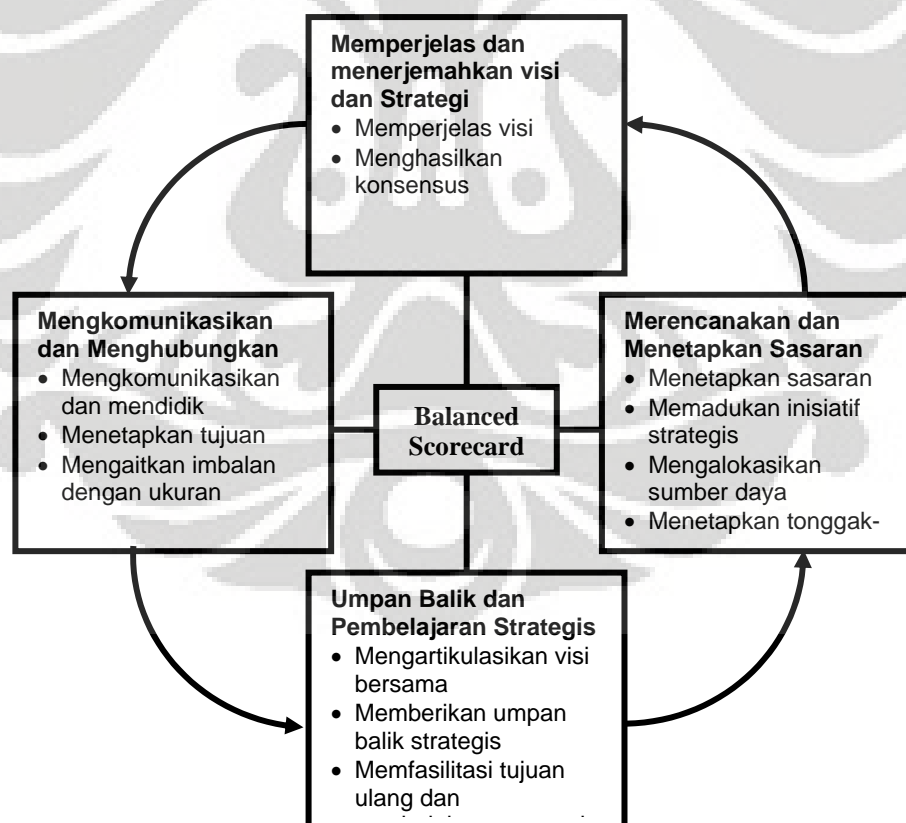 Memperjelas dan
menerjemahkan visi
dan Strategi
• Memperjelas visi
• Menghasilkan
konsensus
Mengkomunikasikan
dan Menghubungkan
• Mengkomunikasikan
dan mendidik
• Menetapkan tujuan
• Mengaitkan imbalan
dengan ukuran
Balanced
Scorecard
Merencanakan dan
Menetapkan Sasaran
• Menetapkan sasaran
• Memadukan inisiatif
strategis
• Mengalokasikan
sumber daya
• Menetapkan tonggak-
Umpan Balik dan
Pembelajaran Strategis
• Mengartikulasikan visi
bersama
• Memberikan umpan
balik strategis
• Memfasilitasi tujuan
ulang dan